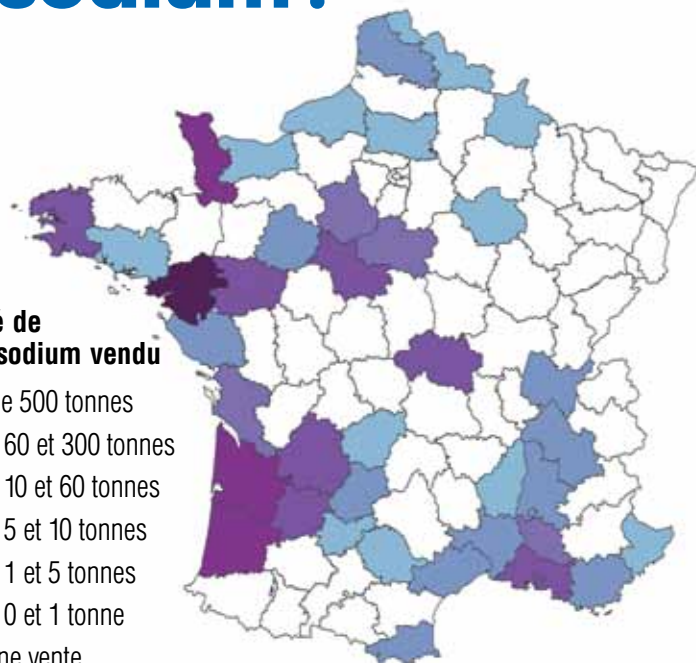 sodium ?
é de
sodium vendu
e 500 tonnes
60 et 300 tonnes
10 et 60 tonnes
5 et 10 tonnes
1 et 5 tonnes
0 et 1 tonne
ne vente